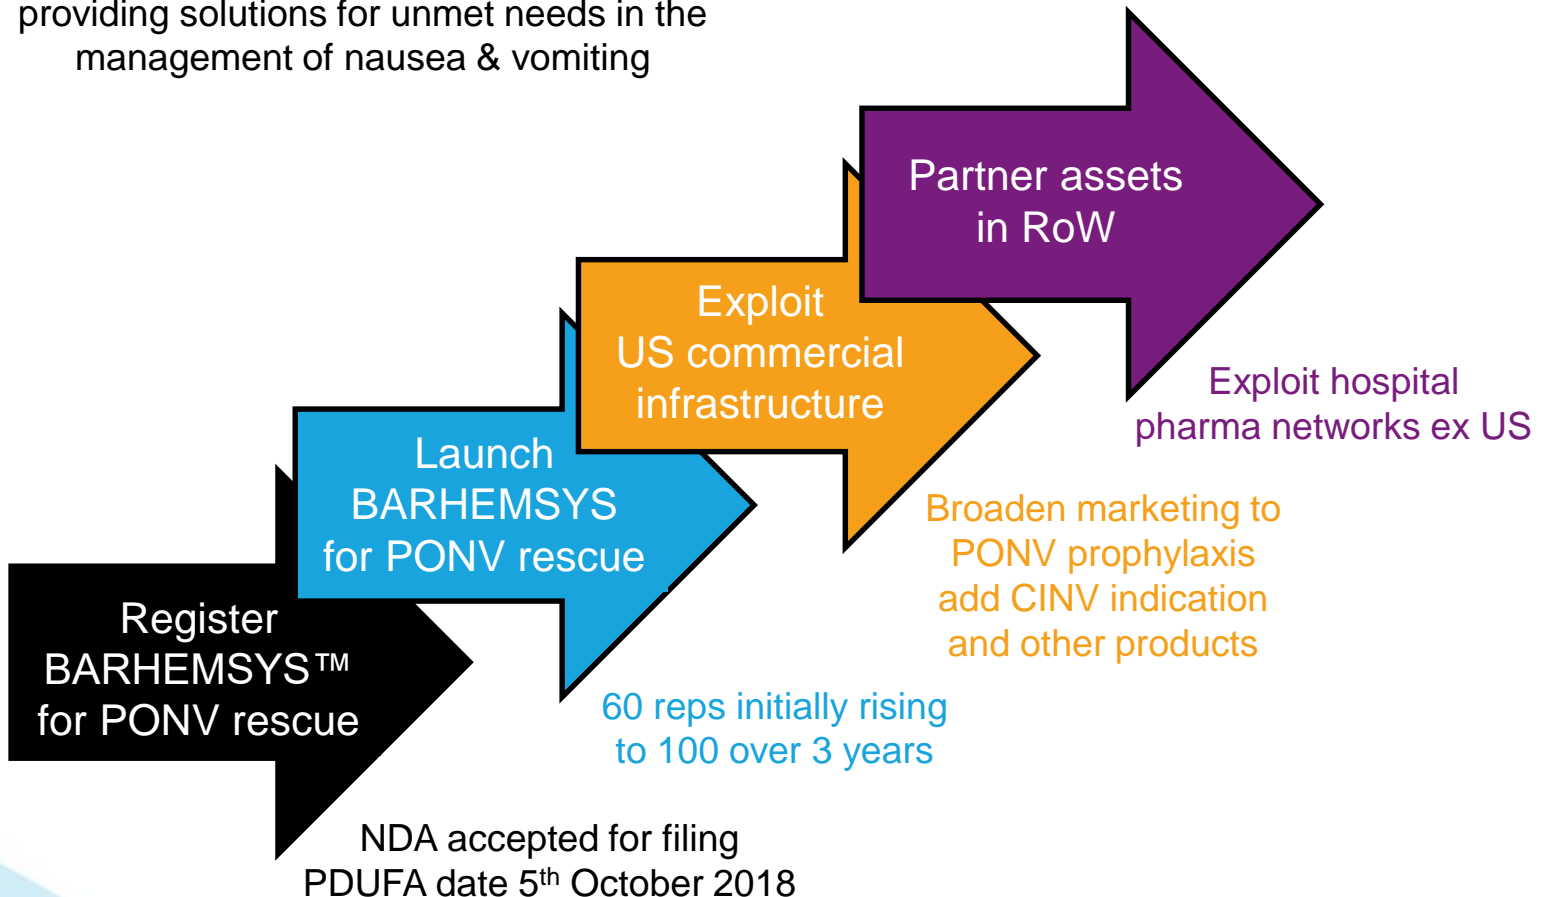 providing solutions for unmet needs in the
management of nausea & vomiting
Partner assets
in RoW
Exploit hospital
pharma networks ex US
Exploit
US commercial
infrastructure
Broaden marketing to
PONV prophylaxis
add CINV indication
and other products
Launch
BARHEMSYS
for PONV rescue
60 reps initially rising
to 100 over 3 years
Register
BARHEMSYS™
for PONV rescue
NDA accepted for filing
PDUFA date 5th October 2018